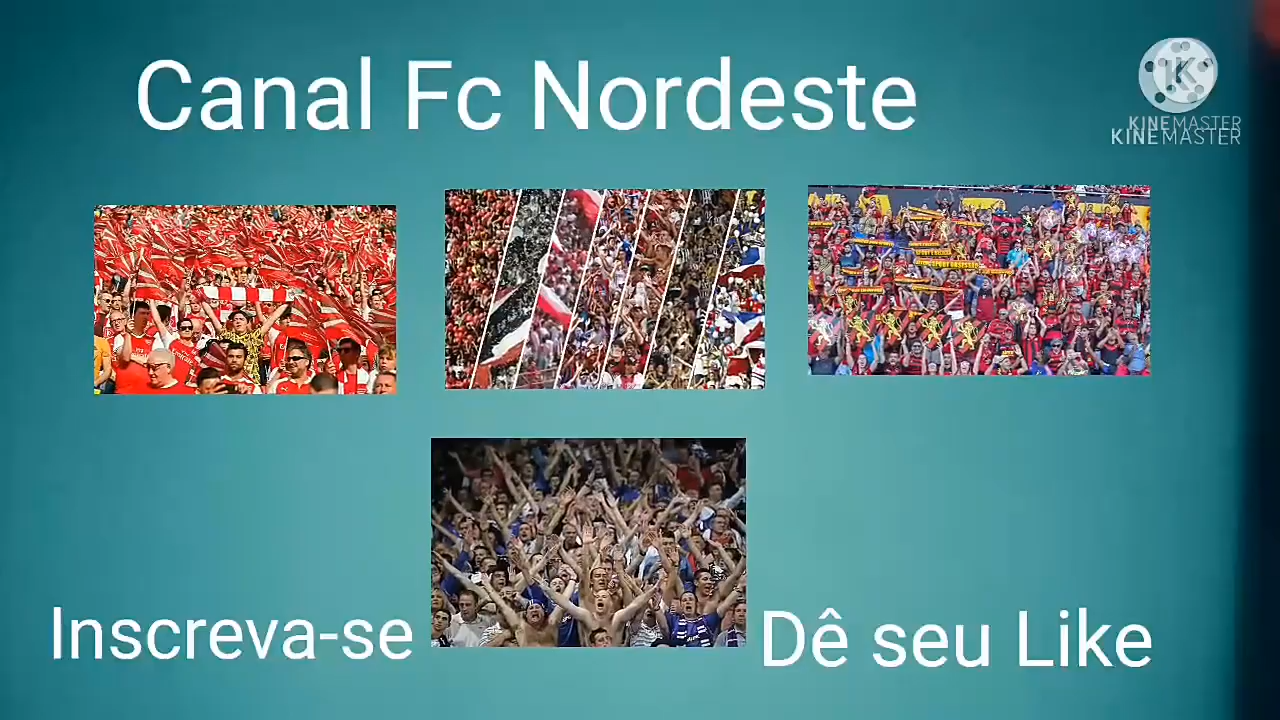 Canal Fc Nordeste
KINEMASTER
KINEMASTER
Inscreva-se
Dê seu Like